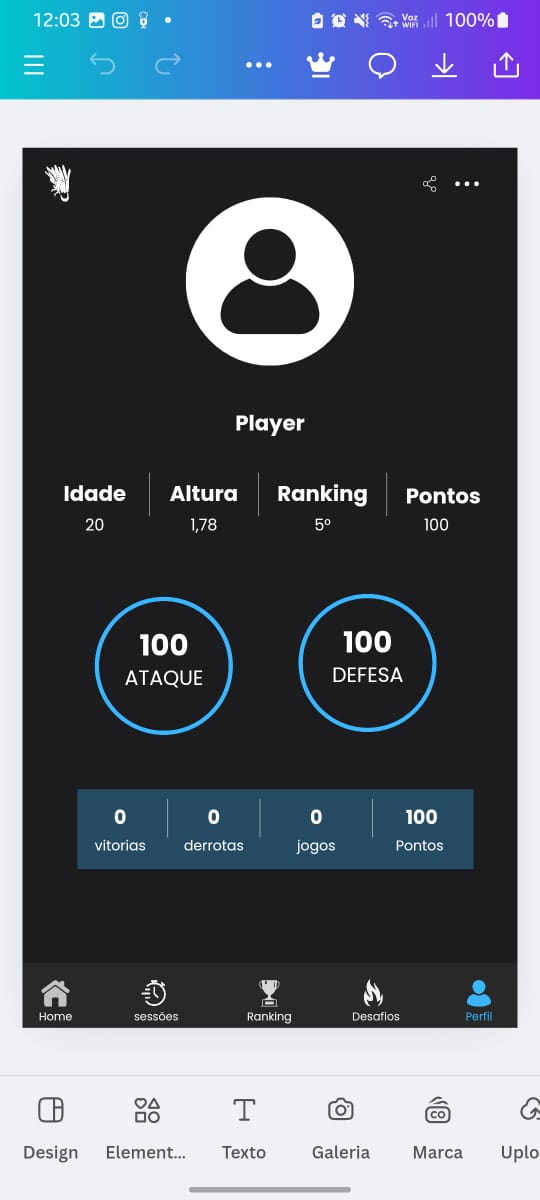 12:03 Voz WiFi 100%
Player
Idade Altura Ranking Pontos
20 1,78 5º 100
100 100
ATAQUE DEFESA
0 0 0 100
vitorias derrotas jogos Pontos
Home sessões Ranking Desafios Perfil
CO
Design Element... Texto Galeria Marca Uplo